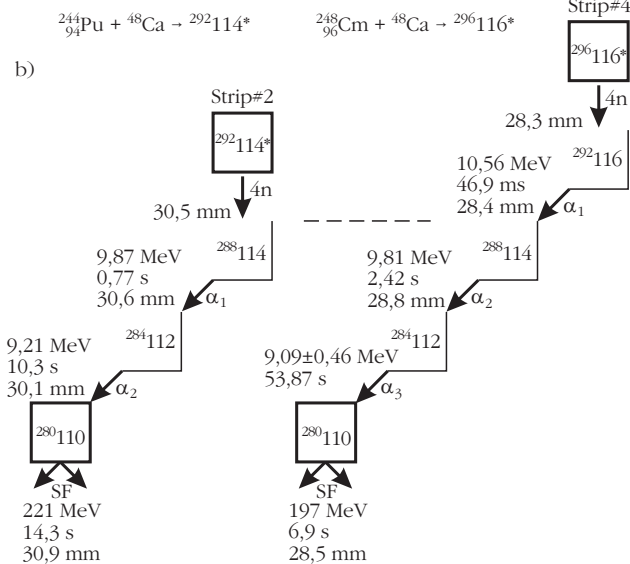 ²⁴⁴₉₄Pu + ⁴⁸Ca → ²⁹²114*
²⁴⁸₉₆Cm + ⁴⁸Ca → ²⁹⁶116*
b)
Strip#2
²⁹²114*
4n
30,5 mm
²⁸⁸114
9,87 MeV
0,77 s
30,6 mm
α₁
²⁸⁴112
9,21 MeV
10,3 s
30,1 mm
α₂
²⁸⁰110
SF
221 MeV
14,3 s
30,9 mm
Strip#4
²⁹⁶116*
4n
28,3 mm
²⁹²116
10,56 MeV
46,9 ms
28,4 mm
α₁
²⁸⁸114
9,81 MeV
2,42 s
28,8 mm
α₂
²⁸⁴112
9,09±0,46 MeV
53,87 s
α₃
²⁸⁰110
SF
197 MeV
6,9 s
28,5 mm